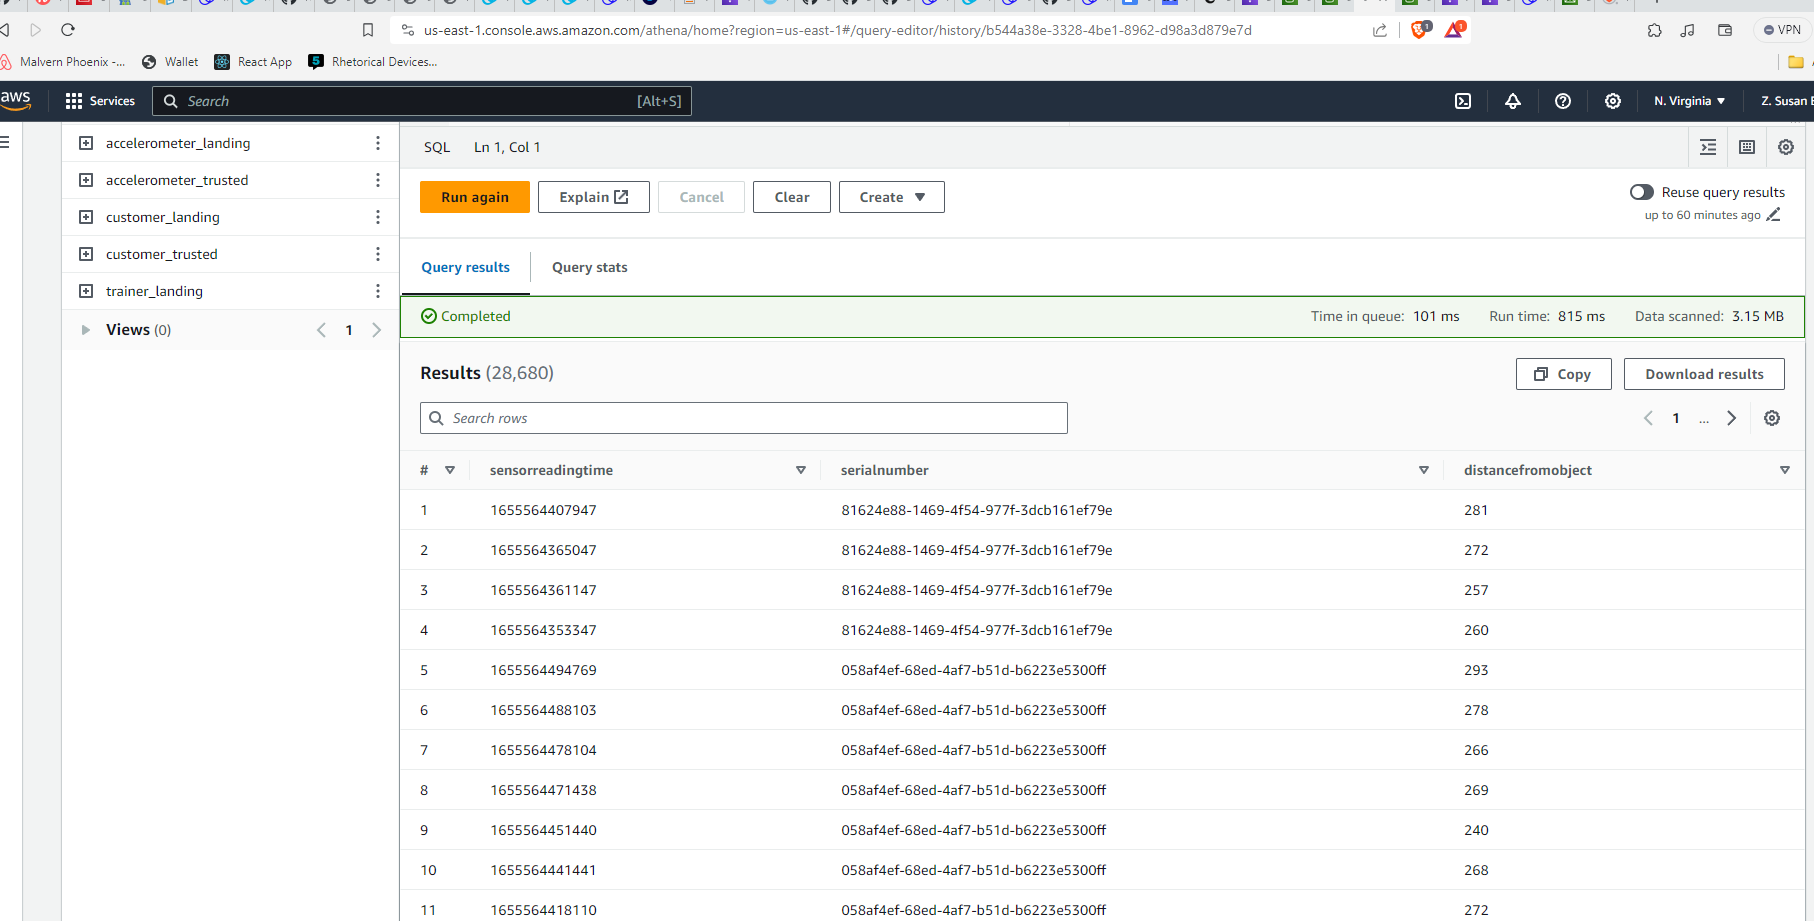 us-east-1.console.aws.amazon.com/athena/home?region=us-east-1#/query-editor/history/b544a38e-3328-4be1-8962-d98a3d879e7d
1
1
VPN
Malvern Phoenix -...
Wallet
React App
Rhetorical Devices...
aws
Services
Search
[Alt+S]
N. Virginia
Z. Susan
accelerometer_landing
accelerometer_trusted
customer_landing
customer_trusted
trainer_landing
Views (0)
1
SQL Ln 1, Col 1
Run again
Explain
Cancel
Clear
Create
Reuse query results
up to 60 minutes ago
Query results
Query stats
Completed
Time in queue: 101 ms
Run time: 815 ms
Data scanned: 3.15 MB
Results (28,680)
Copy
Download results
Search rows
1 ...
# sensorreadingtime serialnumber distancefromobject
1 1655564407947 81624e88-1469-4f54-977f-3dcb161ef79e 281
2 1655564365047 81624e88-1469-4f54-977f-3dcb161ef79e 272
3 1655564361147 81624e88-1469-4f54-977f-3dcb161ef79e 257
4 1655564353347 81624e88-1469-4f54-977f-3dcb161ef79e 260
5 1655564494769 058af4ef-68ed-4af7-b51d-b6223e5300ff 293
6 1655564488103 058af4ef-68ed-4af7-b51d-b6223e5300ff 278
7 1655564478104 058af4ef-68ed-4af7-b51d-b6223e5300ff 266
8 1655564471438 058af4ef-68ed-4af7-b51d-b6223e5300ff 269
9 1655564451440 058af4ef-68ed-4af7-b51d-b6223e5300ff 240
10 1655564441441 058af4ef-68ed-4af7-b51d-b6223e5300ff 268
11 1655564418110 058af4ef-68ed-4af7-b51d-b6223e5300ff 272